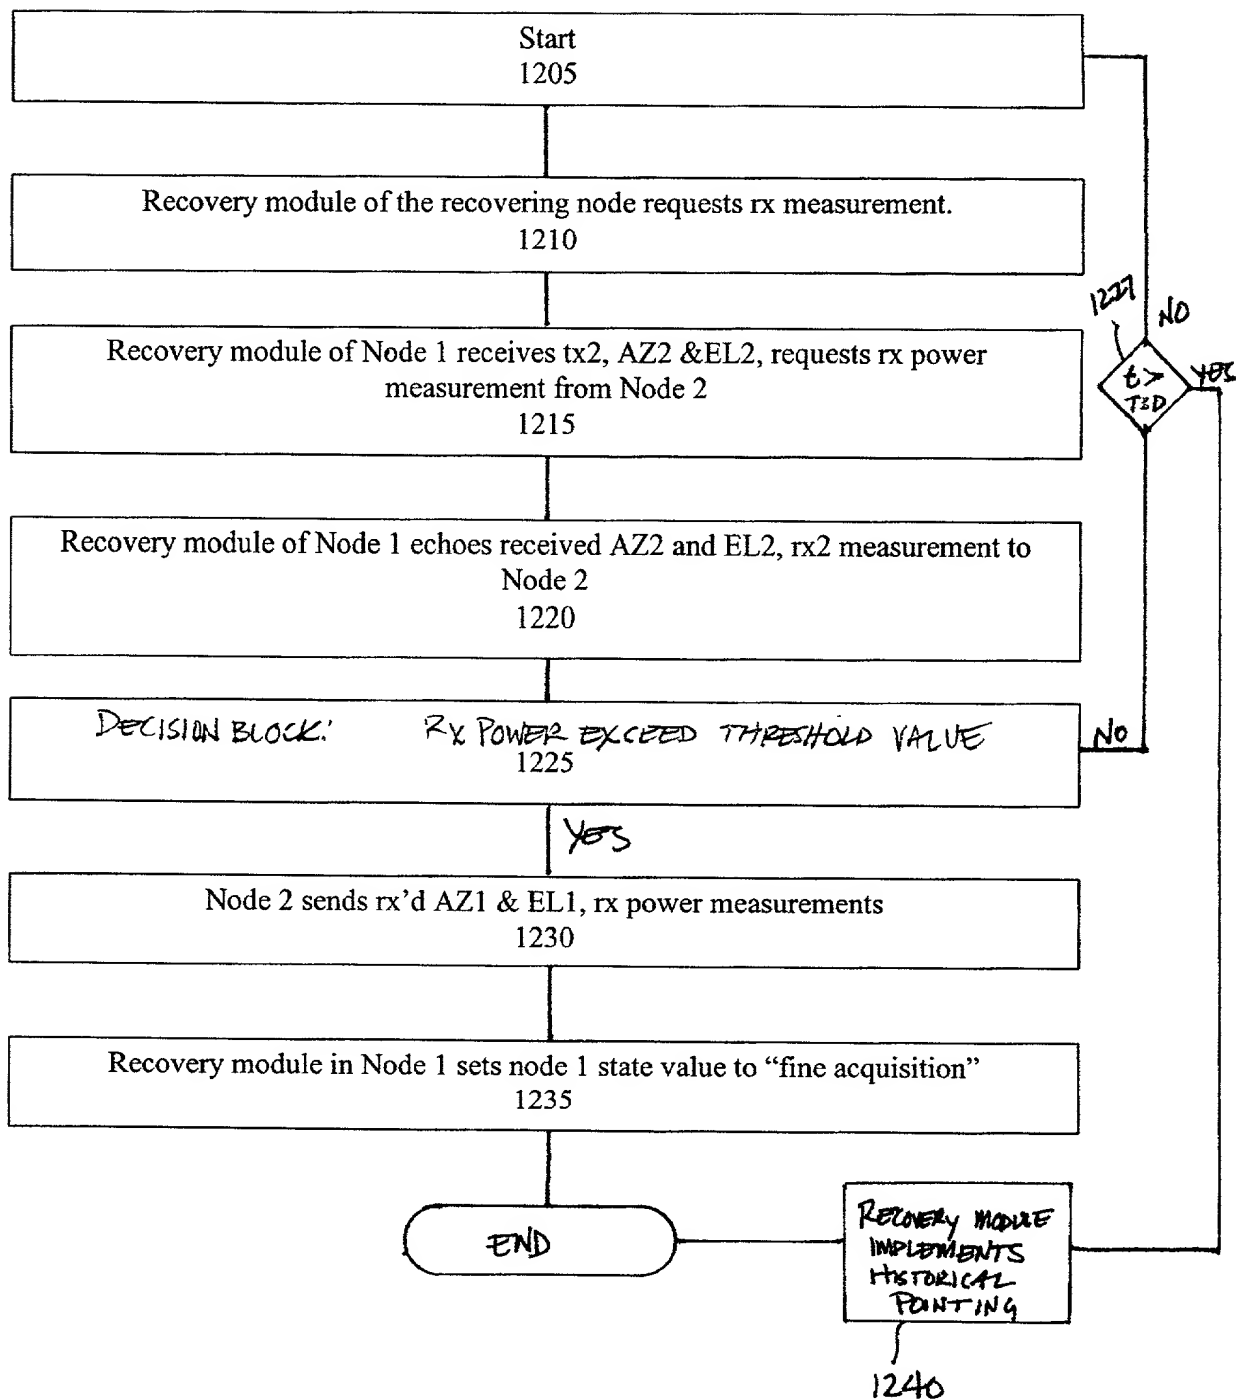 Start
1205
Recovery module of the recovering node requests rx measurement.
1210
Recovery module of Node 1 receives tx2, AZ2 &EL2, requests rx power
measurement from Node 2
1215
1227
NO
t >
TBD
YES
Recovery module of Node 1 echoes received AZ2 and EL2, rx2 measurement to
Node 2
1220
DECISION BLOCK: RX POWER EXCEED THRESHOLD VALUE
1225
NO
YES
Node 2 sends rx’d AZ1 & EL1, rx power measurements
1230
Recovery module in Node 1 sets node 1 state value to “fine acquisition”
1235
END
RECOVERY MODULE
IMPLEMENTS
HISTORICAL
POINTING
1240